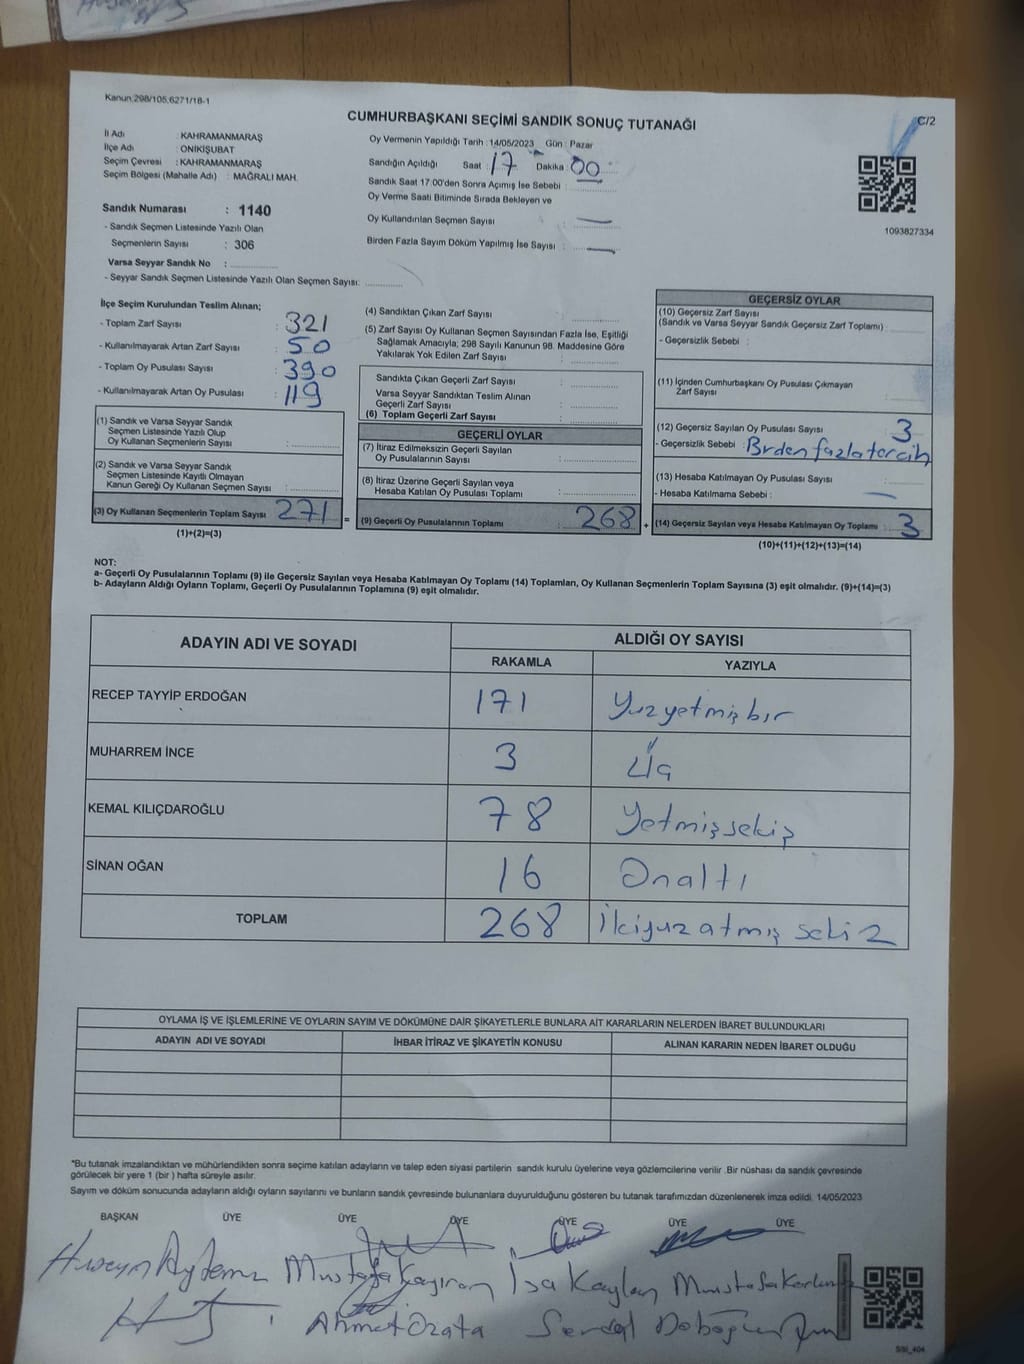 Kanun:298/105;6271/18-1
C/2
CUMHURBAŞKANI SEÇİMİ SANDIK SONUÇ TUTANAĞI
İl Adı : KAHRAMANMARAŞ
İlçe Adı : ONİKİŞUBAT
Seçim Çevresi : KAHRAMANMARAŞ
Seçim Bölgesi (Mahalle Adı) : MAĞRALI MAH.
Sandık Numarası : 1140
- Sandık Seçmen Listesinde Yazılı Olan
Seçmenlerin Sayısı : 306
Varsa Seyyar Sandık No :
- Seyyar Sandık Seçmen Listesinde Yazılı Olan Seçmen Sayısı:
Oy Vermenin Yapıldığı Tarih :14/05/2023 Gün : Pazar
Sandığın Açıldığı Saat : 17 Dakika : 00
Sandık Saat 17:00'den Sonra Açımış İse Sebebi :
Oy Verme Saati Bitiminde Sırada Bekleyen ve
Oy Kullandırılan Seçmen Sayısı : —
Birden Fazla Sayım Döküm Yapılmış İse Sayısı : —
1093827334
İlçe Seçim Kurulundan Teslim Alınan;
- Toplam Zarf Sayısı : 321
- Kullanılmayarak Artan Zarf Sayısı : 50
- Toplam Oy Pusulası Sayısı : 390
- Kullanılmayarak Artan Oy Pusulası : 119
(1) Sandık ve Varsa Seyyar Sandık
Seçmen Listesinde Yazılı Olup
Oy Kullanan Seçmenlerin Sayısı :
(2) Sandık ve Varsa Seyyar Sandık
Seçmen Listesinde Kayıtlı Olmayan
Kanun Gereği Oy Kullanan Seçmen Sayısı :
(3) Oy Kullanan Seçmenlerin Toplam Sayısı : 271 =
(1)+(2)=(3)
(4) Sandıktan Çıkan Zarf Sayısı :
(5) Zarf Sayısı Oy Kullanan Seçmen Sayısından Fazla İse, Eşitliği
Sağlamak Amacıyla; 298 Sayılı Kanunun 98. Maddesine Göre
Yakılarak Yok Edilen Zarf Sayısı :
Sandıkta Çıkan Geçerli Zarf Sayısı :
Varsa Seyyar Sandıktan Teslim Alınan
Geçerli Zarf Sayısı :
(6) Toplam Geçerli Zarf Sayısı :
GEÇERLİ OYLAR
(7) İtiraz Edilmeksizin Geçerli Sayılan
Oy Pusulalarının Sayısı :
(8) İtiraz Üzerine Geçerli Sayılan veya
Hesaba Katılan Oy Pusulası Toplamı :
(9) Geçerli Oy Pusulalarının Toplamı : 268 +
GEÇERSİZ OYLAR
(10) Geçersiz Zarf Sayısı
(Sandık ve Varsa Seyyar Sandık Geçersiz Zarf Toplamı) :
- Geçersizlik Sebebi :
(11) İçinden Cumhurbaşkanı Oy Pusulası Çıkmayan
Zarf Sayısı :
(12) Geçersiz Sayılan Oy Pusulası Sayısı : 3
- Geçersizlik Sebebi : Brden fazla tercih
(13) Hesaba Katılmayan Oy Pusulası Sayısı :
- Hesaba Katılmama Sebebi : —
(14) Geçersiz Sayılan veya Hesaba Katılmayan Oy Toplamı : 3
(10)+(11)+(12)+(13)=(14)
NOT:
a- Geçerli Oy Pusulalarının Toplamı (9) ile Geçersiz Sayılan veya Hesaba Katılmayan Oy Toplamı (14) Toplamları, Oy Kullanan Seçmenlerin Toplam Sayısına (3) eşit olmalıdır. (9)+(14)=(3)
b- Adayların Aldığı Oyların Toplamı, Geçerli Oy Pusulalarının Toplamına (9) eşit olmalıdır.
ADAYIN ADI VE SOYADI ALDIĞI OY SAYISI
RAKAMLA YAZIYLA
RECEP TAYYİP ERDOĞAN 171 Yuzyetmiş bır
MUHARREM İNCE 3 Üç
KEMAL KILIÇDAROĞLU 78 Yetmişsekiz
SİNAN OĞAN 16 Onaltı
TOPLAM 268 İkiyuz atmış sekiz
OYLAMA İŞ VE İŞLEMLERİNE VE OYLARIN SAYIM VE DÖKÜMÜNE DAİR ŞİKAYETLERLE BUNLARA AİT KARARLARIN NELERDEN İBARET BULUNDUKLARI
ADAYIN ADI VE SOYADI İHBAR İTİRAZ VE ŞİKAYETİN KONUSU ALINAN KARARIN NEDEN İBARET OLDUĞU
*Bu tutanak imzalandıktan ve mühürlendikten sonra seçime katılan adayların ve talep eden siyasi partilerin sandık kurulu üyelerine veya gözlemcilerine verilir .Bir nüshası da sandık çevresinde
görülecek bir yere 1 (bir ) hafta süreyle asılır.
Sayım ve döküm sonucunda adayların aldığı oyların sayılarını ve bunların sandık çevresinde bulunanlara duyurulduğunu gösteren bu tutanak tarafımızdan düzenlenerek imza edildi. 14/05/2023
BAŞKAN ÜYE ÜYE ÜYE ÜYE ÜYE ÜYE
Mustafa Kayıran İsa Kaylan Mustafa
Ahmet Özata Serdal
SSI_404